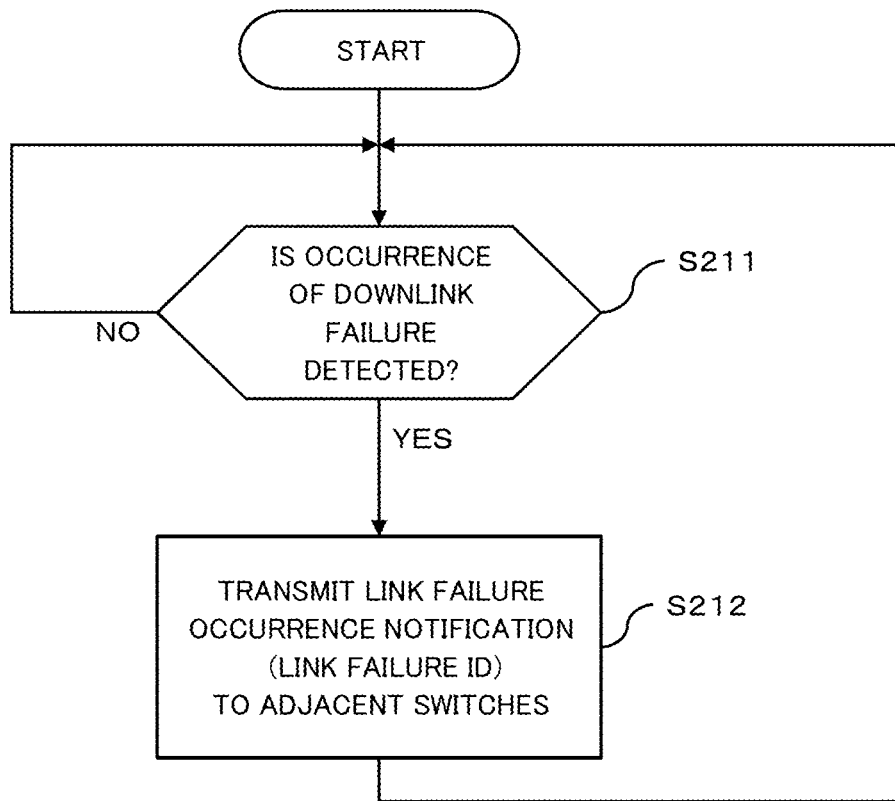 START
IS OCCURRENCE
OF DOWNLINK
FAILURE
DETECTED?
S211
NO
YES
TRANSMIT LINK FAILURE
OCCURRENCE NOTIFICATION
(LINK FAILURE ID)
TO ADJACENT SWITCHES
S212